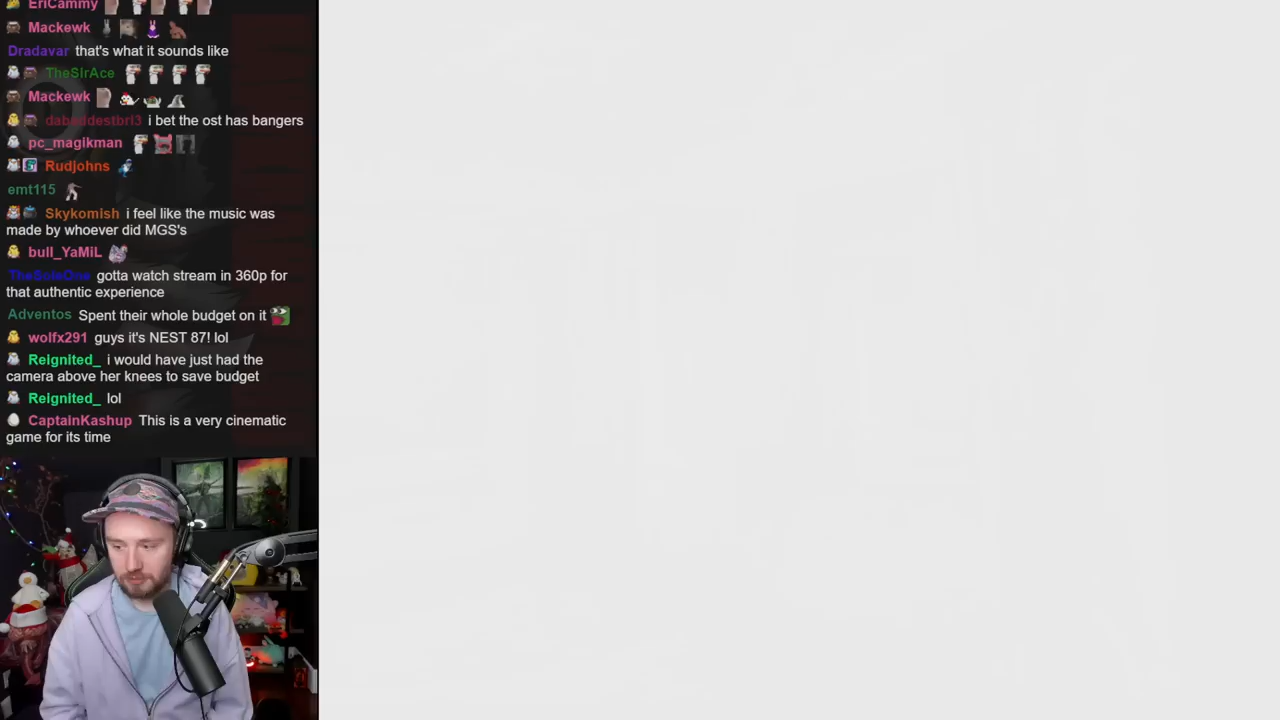 EriCammy
Mackewk
Dradavar that's what it sounds like
TheSIrAce
Mackewk
dabaddestbri3 i bet the ost has bangers
pc_magikman
Rudjohns
emt115
Skykomish i feel like the music was
made by whoever did MGS's
bull_YaMiL
TheSoleOne gotta watch stream in 360p for
that authentic experience
Adventos Spent their whole budget on it
wolfx291 guys it's NEST 87! lol
Reignited_ i would have just had the
camera above her knees to save budget
Reignited_ lol
CaptainKashup This is a very cinematic
game for its time